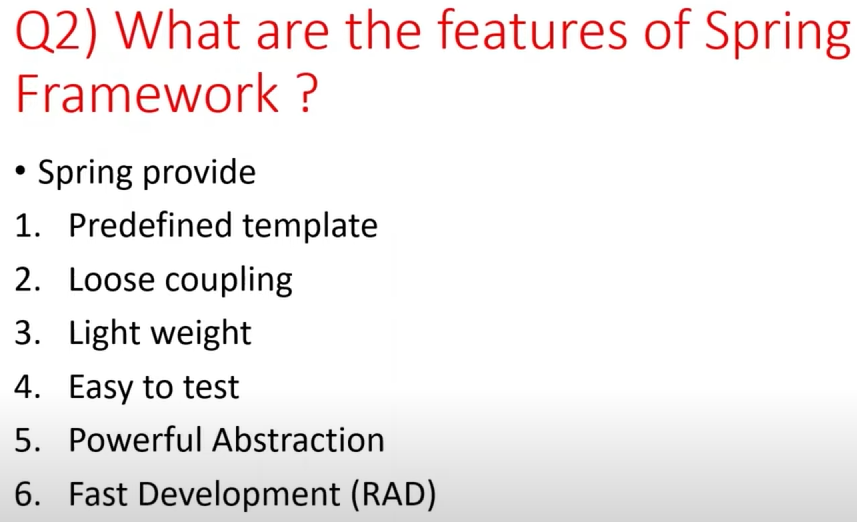 Q2) What are the features of Spring
Framework ?
• Spring provide
1. Predefined template
2. Loose coupling
3. Light weight
4. Easy to test
5. Powerful Abstraction
6. Fast Development (RAD)